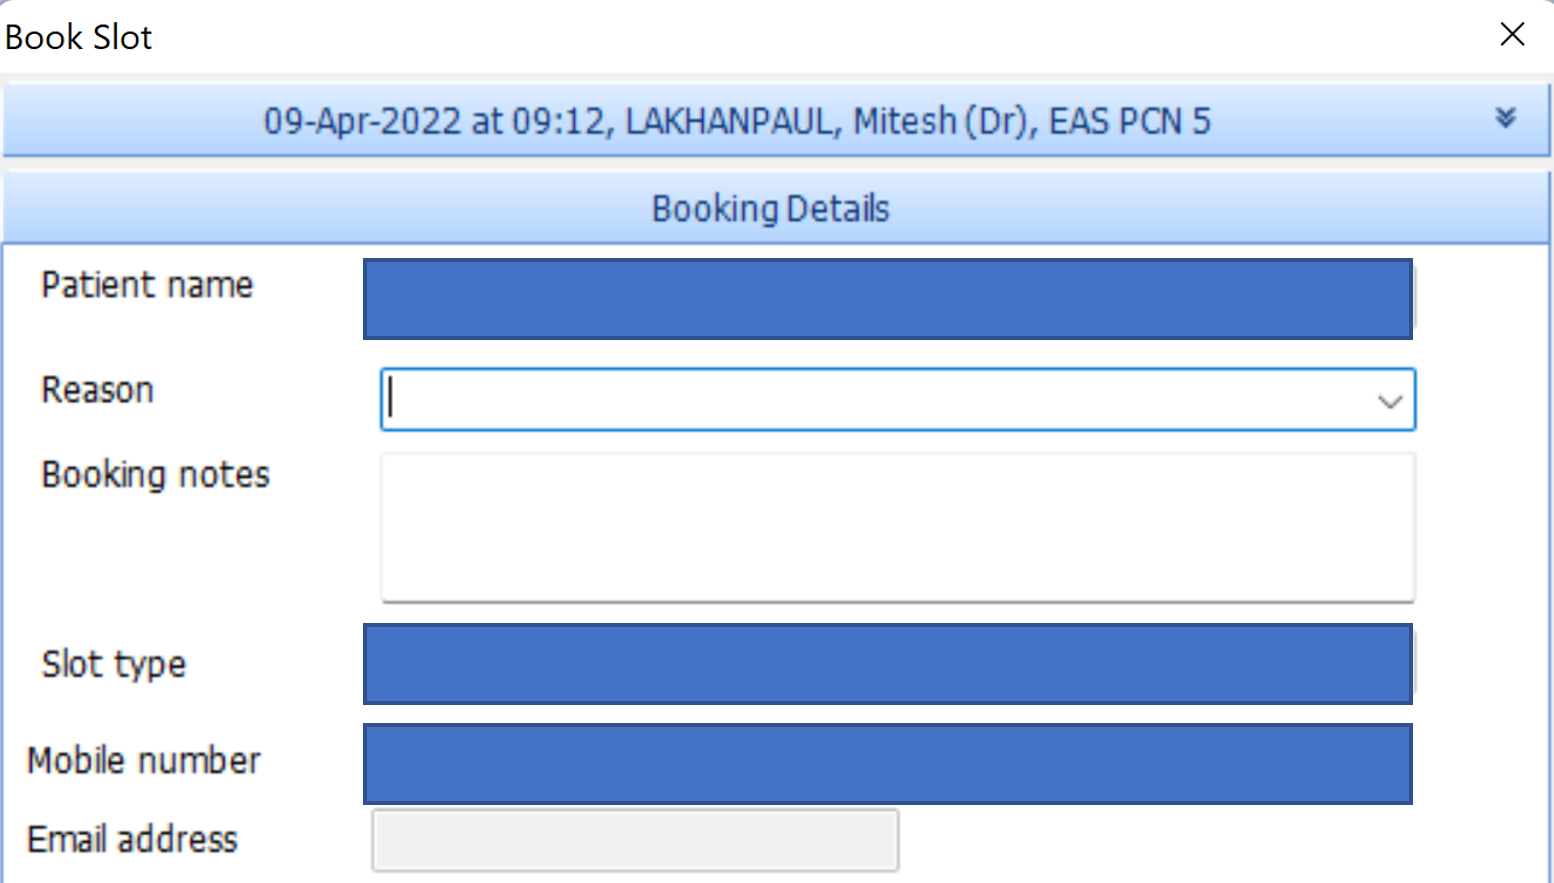 Book Slot
09-Apr-2022 at 09:12, LAKHANPAUL, Mitesh (Dr), EAS PCN 5
Booking Details
Patient name
Reason
Booking notes
Slot type
Mobile number
Email address